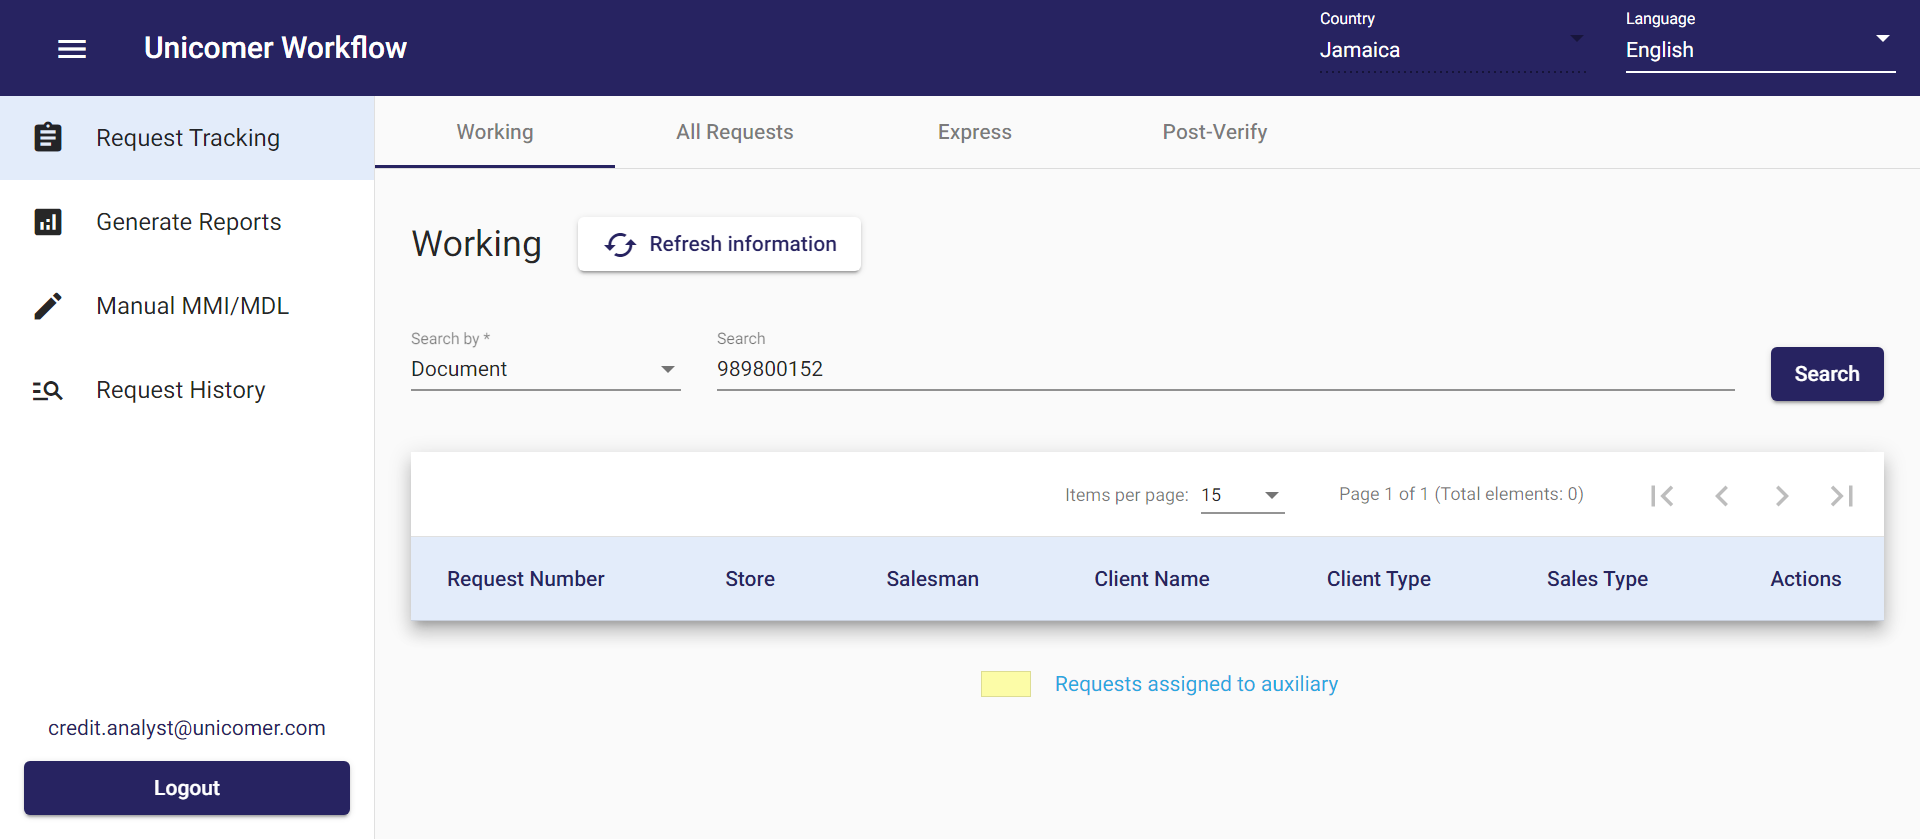 Unicomer Workflow
Country
Jamaica
Language
English
Request Tracking
Generate Reports
Manual MMI/MDL
Request History
credit.analyst@unicomer.com
Logout
Working
All Requests
Express
Post-Verify
Working
Refresh information
Search by *
Document
Search
989800152
Search
Items per page: 15
Page 1 of 1 (Total elements: 0)
Request Number Store Salesman Client Name Client Type Sales Type Actions
Requests assigned to auxiliary